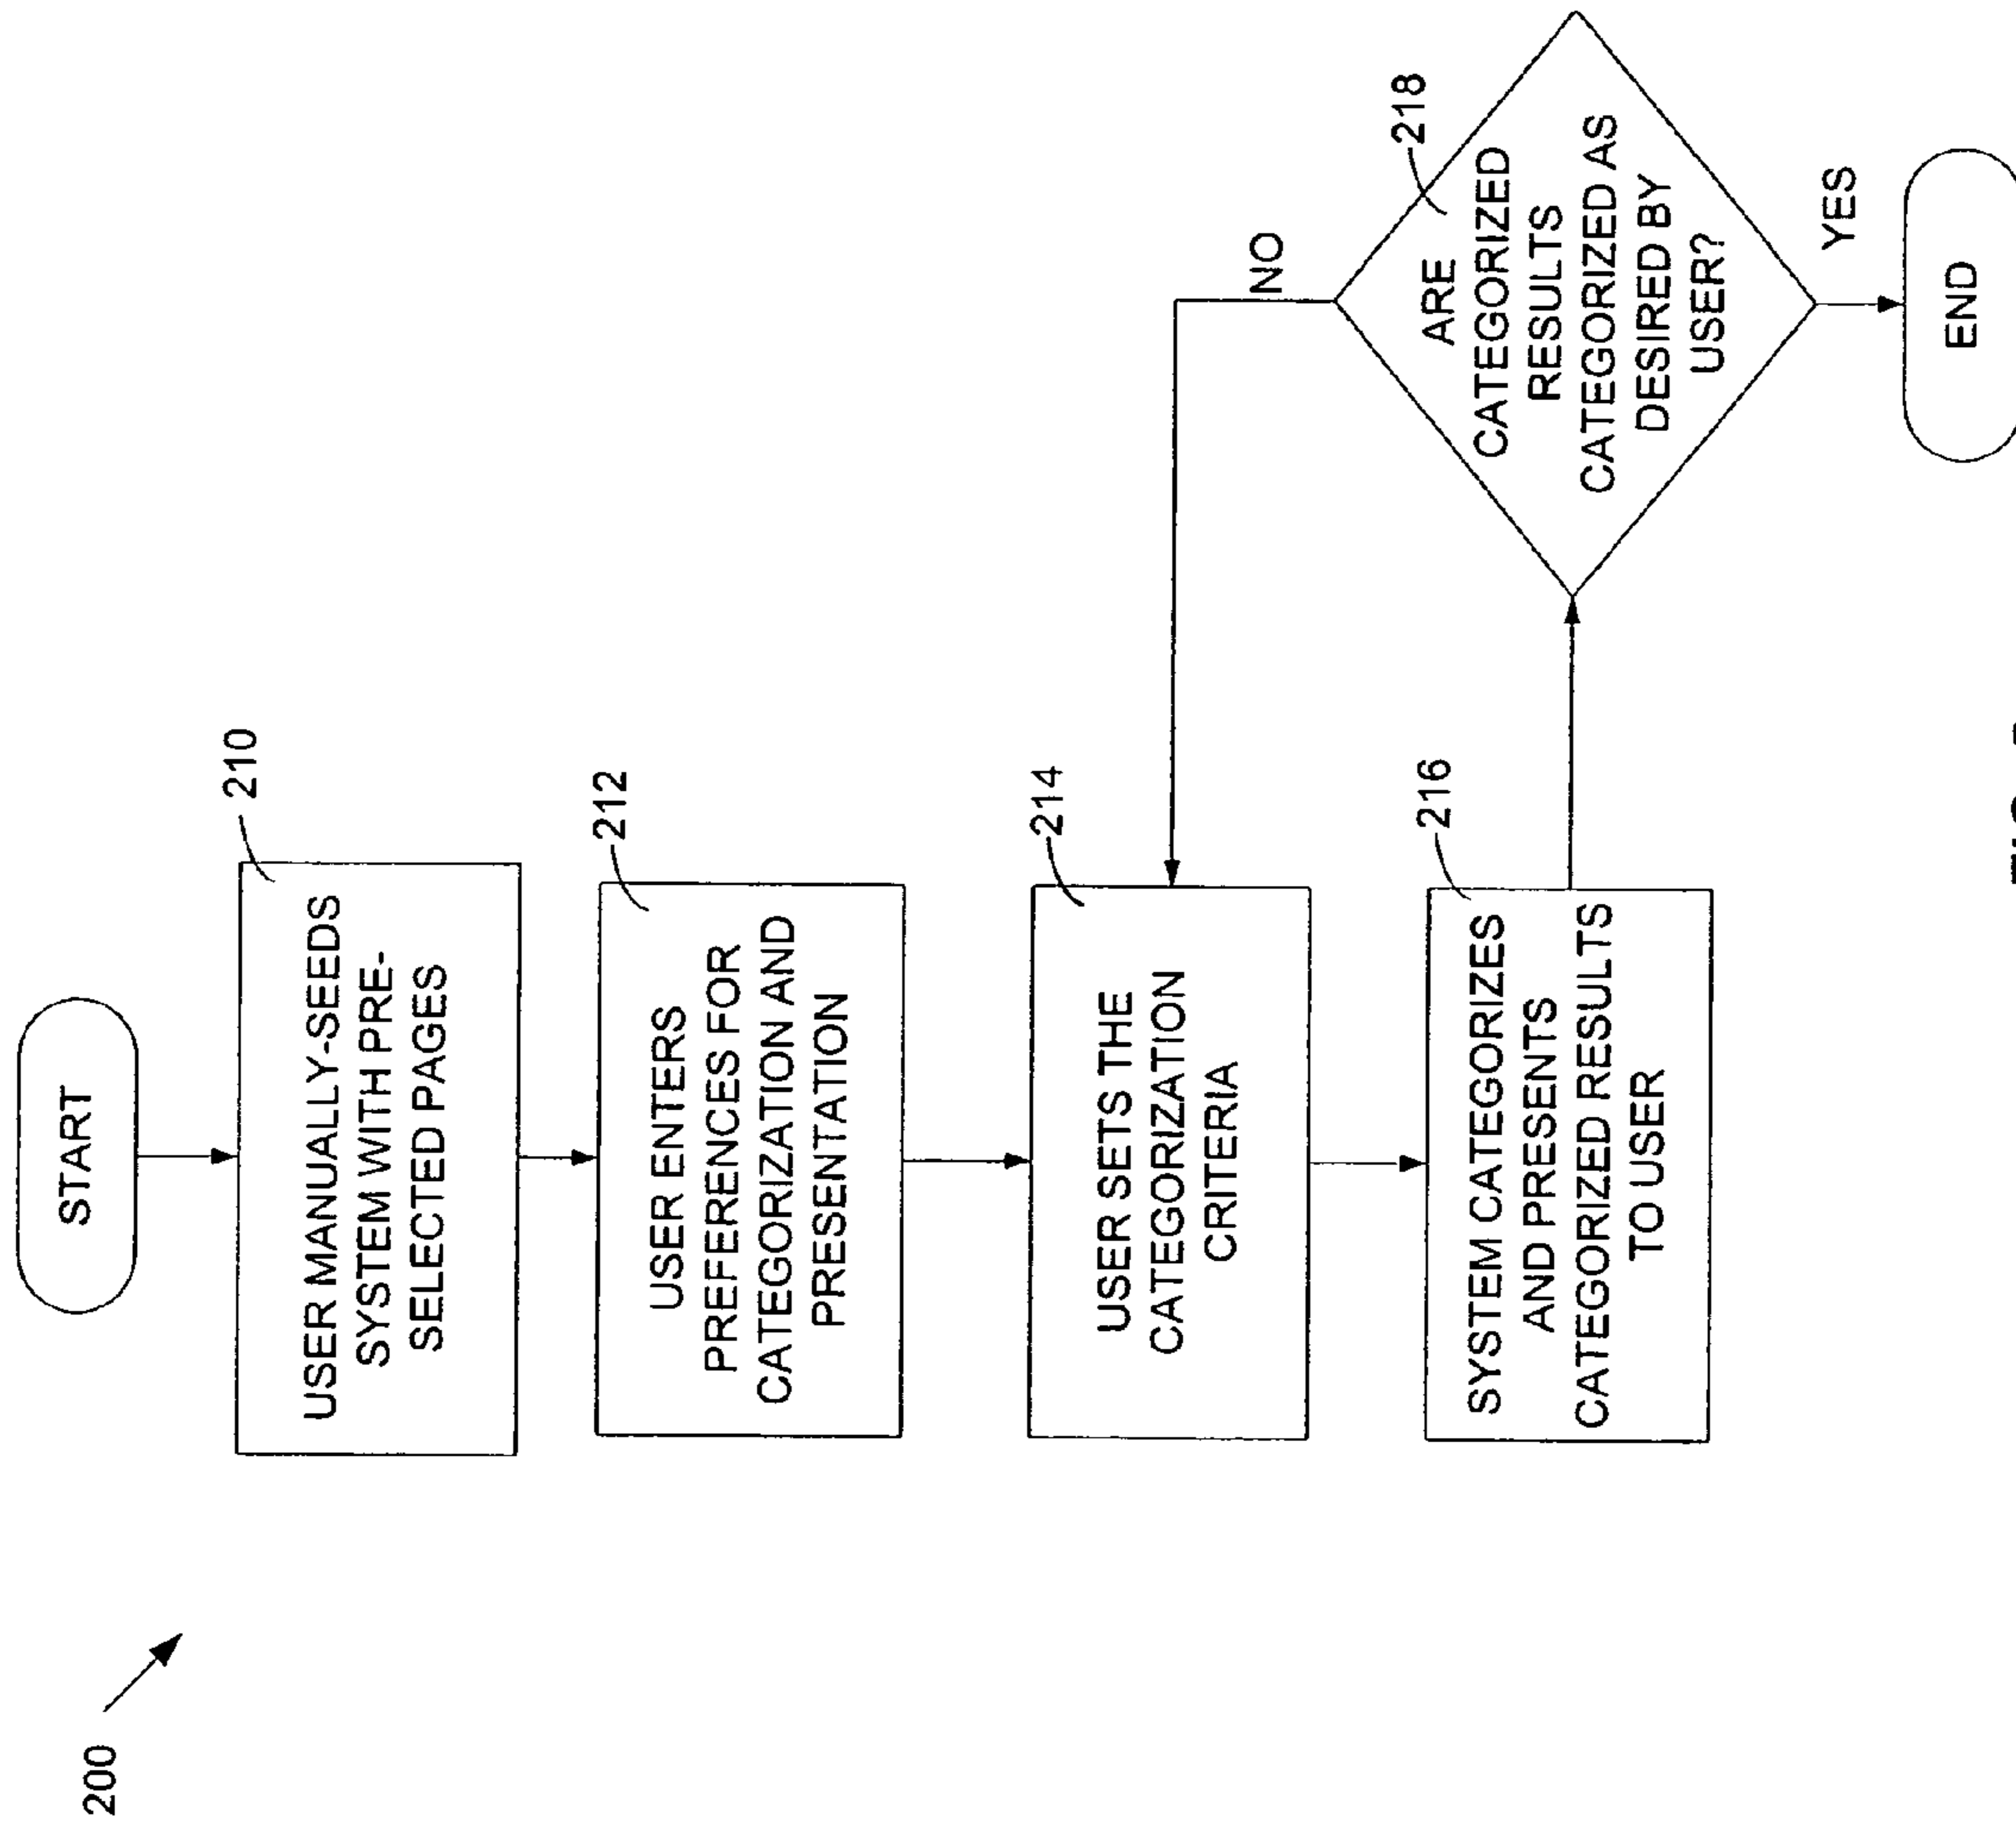 200
START
210
USER MANUALLY-SEEDS
SYSTEM WITH PRE-
SELECTED PAGES
212
USER ENTERS
PREFERENCES FOR
CATEGORIZATION AND
PRESENTATION
214
USER SETS THE
CATEGORIZATION
CRITERIA
216
SYSTEM CATEGORIZES
AND PRESENTS
CATEGORIZED RESULTS
TO USER
218
ARE
CATEGORIZED
RESULTS
CATEGORIZED AS
DESIRED BY
USER?
NO
YES
END